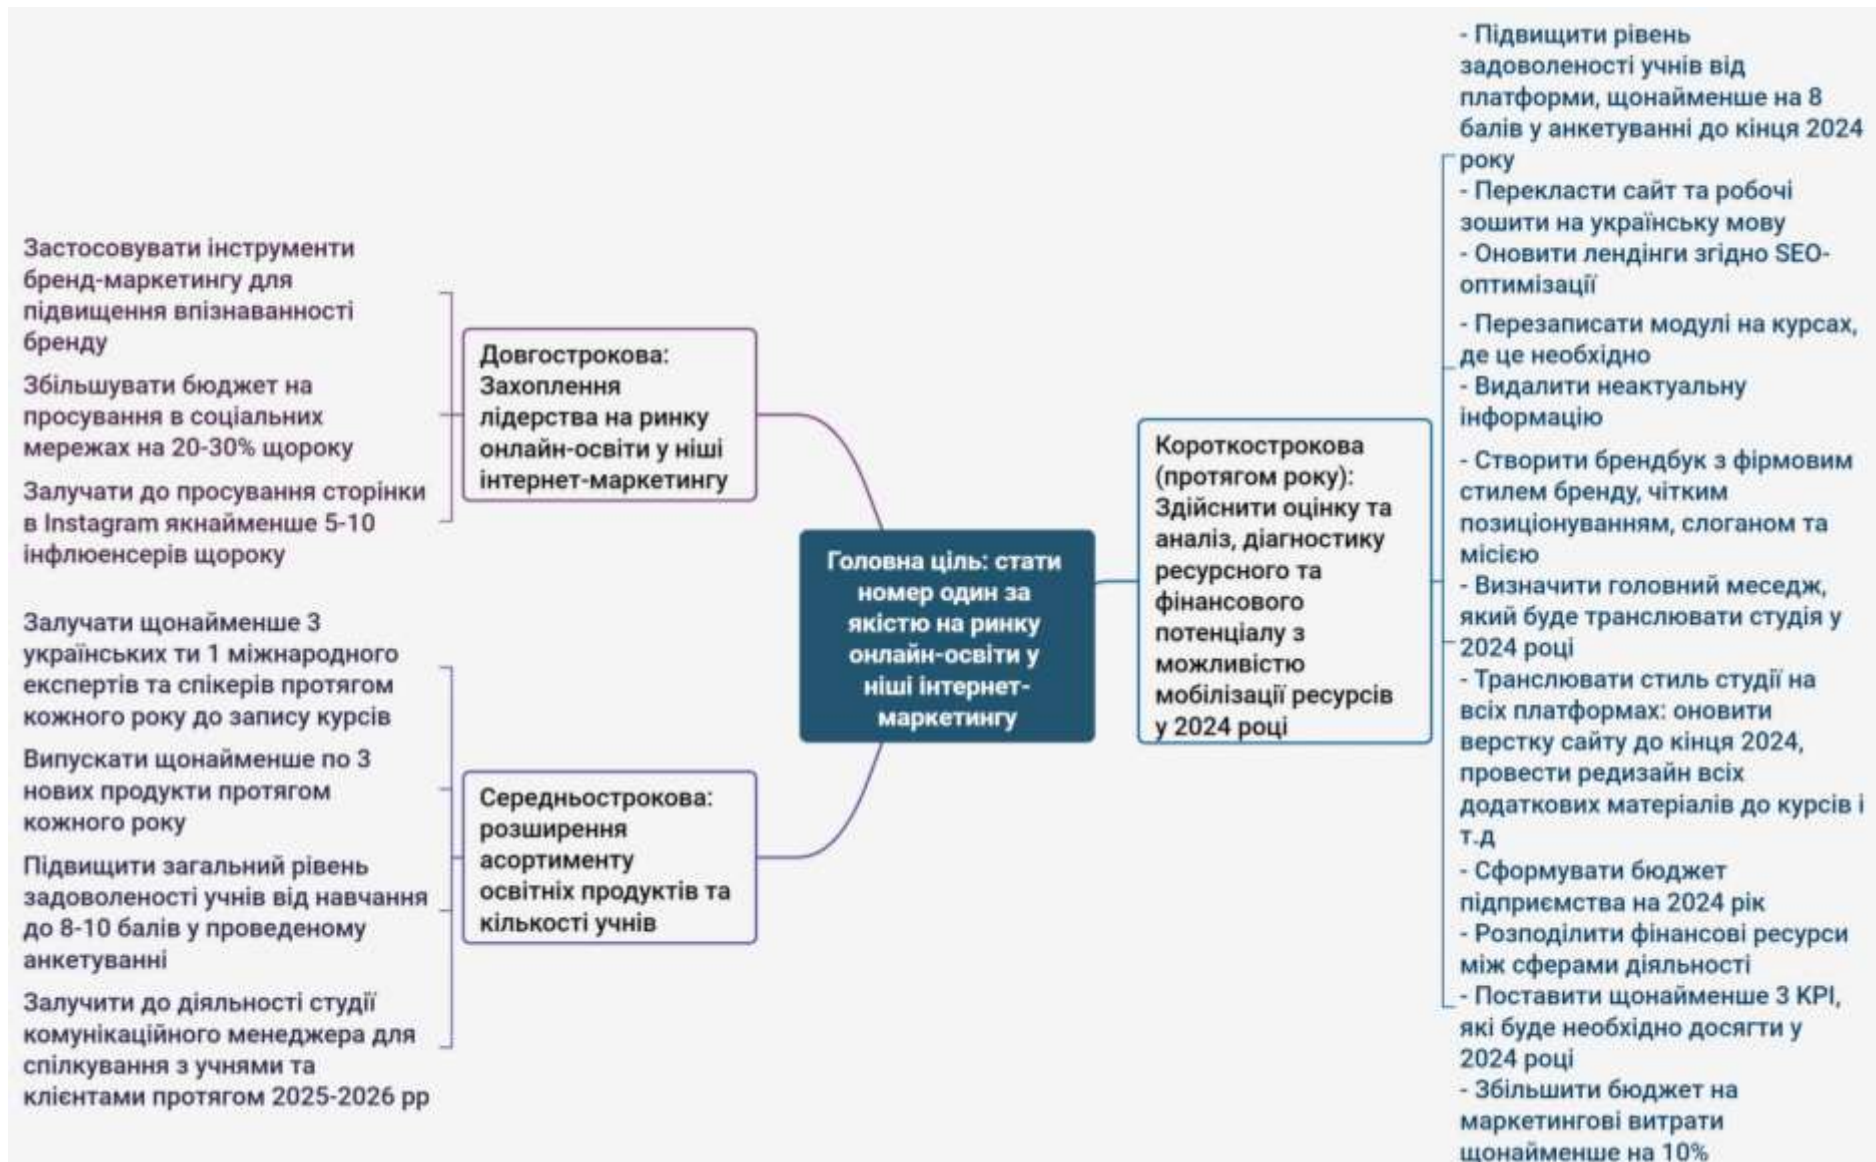 Застосовувати інструменти
бренд-маркетингу для
підвищення впізнаванності
бренду
Збільшувати бюджет на
просування в соціальних
мережах на 20-30% щороку
Залучати до просування сторінки
в Instagram якнайменше 5-10
інфлюенсерів щороку
Довгострокова:
Захоплення
лідерства на ринку
онлайн-освіти у ніші
інтернет-маркетингу
Залучати щонайменше 3
українських ти 1 міжнародного
експертів та спікерів протягом
кожного року до запису курсів
Випускати щонайменше по 3
нових продукти протягом
кожного року
Підвищити загальний рівень
задоволеності учнів від навчання
до 8-10 балів у проведеному
анкетуванні
Залучити до діяльності студії
комунікаційного менеджера для
спілкування з учнями та
клієнтами протягом 2025-2026 рр
Середньострокова:
розширення
асортименту
освітніх продуктів та
кількості учнів
Головна ціль: стати
номер один за
якістю на ринку
онлайн-освіти у
ніші інтернет-
маркетингу
Короткострокова
(протягом року):
Здійснити оцінку та
аналіз, діагностику
ресурсного та
фінансового
потенціалу з
можливістю
мобілізації ресурсів
у 2024 році
- Підвищити рівень
задоволеності учнів від
платформи, щонайменше на 8
балів у анкетуванні до кінця 2024
року
- Перекласти сайт та робочі
зошити на українську мову
- Оновити лендінги згідно SEO-
оптимізації
- Перезаписати модулі на курсах,
де це необхідно
- Видалити неактуальну
інформацію
- Створити брендбук з фірмовим
стилем бренду, чітким
позиціонуванням, слоганом та
місією
- Визначити головний меседж,
який буде транслювати студія у
2024 році
- Транслювати стиль студії на
всіх платформах: оновити
верстку сайту до кінця 2024,
провести редизайн всіх
додаткових матеріалів до курсів і
т.д
- Сформувати бюджет
підприємства на 2024 рік
- Розподілити фінансові ресурси
між сферами діяльності
- Поставити щонайменше 3 KPI,
які буде необхідно досягти у
2024 році
- Збільшити бюджет на
маркетингові витрати
щонайменше на 10%